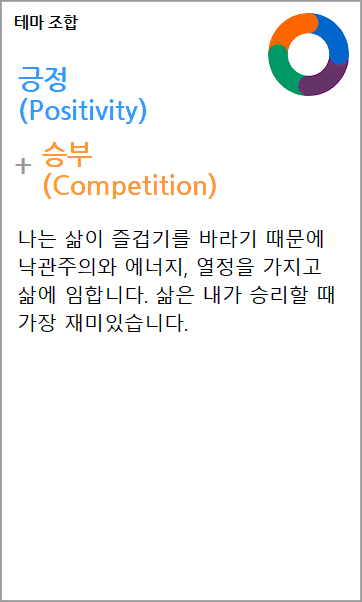 테마 조합
긍정
(Positivity)
+ 승부
(Competition)
나는 삶이 즐겁기를 바라기 때문에
낙관주의와 에너지, 열정을 가지고
삶에 임합니다. 삶은 내가 승리할 때
가장 재미있습니다.